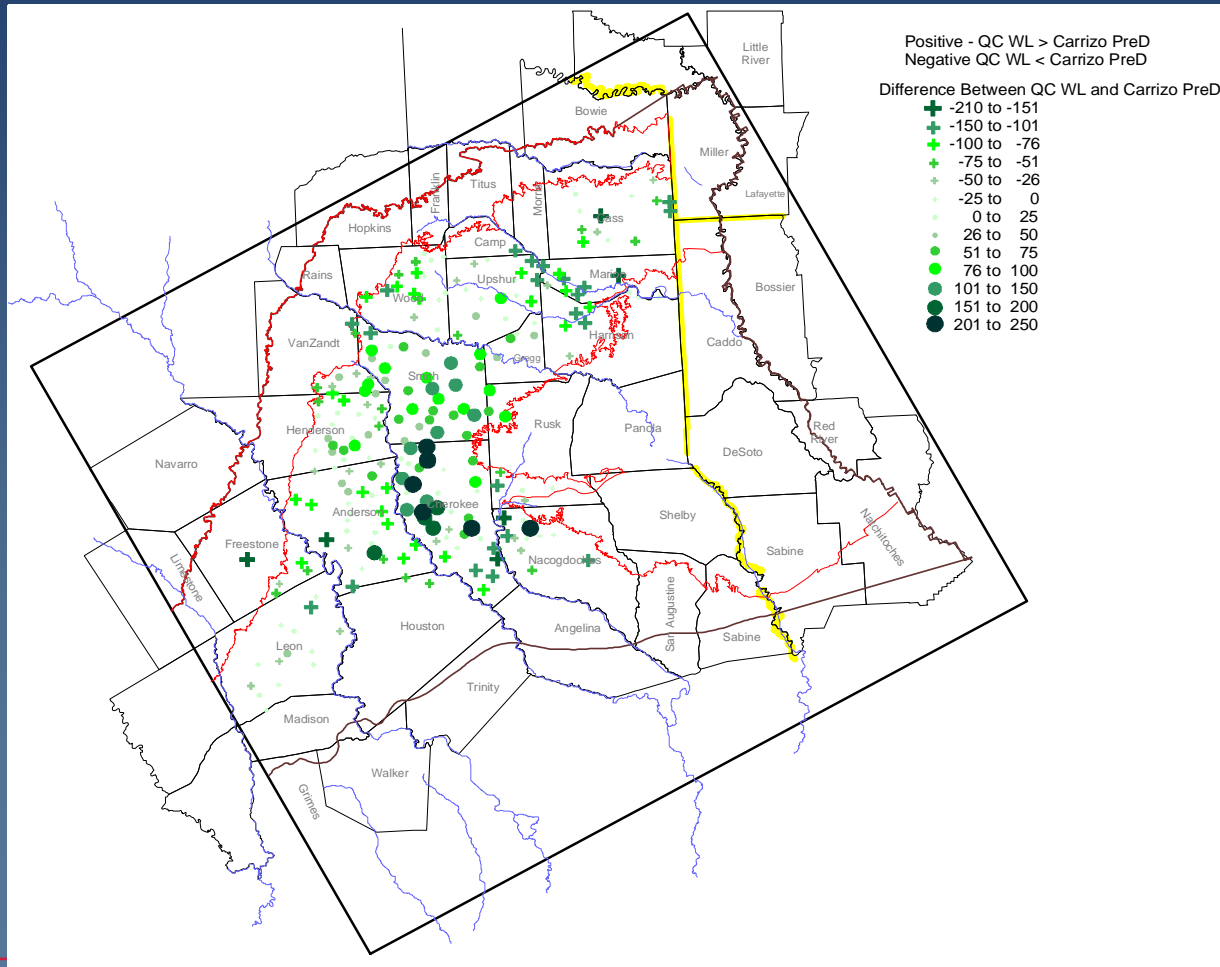 Positive - QC WL > Carrizo PreD
Negative QC WL < Carrizo PreD
Difference Between QC WL and Carrizo PreD
-210 to -151
-150 to -101
-100 to -76
-75 to -51
-50 to -26
-25 to 0
0 to 25
26 to 50
51 to 75
76 to 100
101 to 150
151 to 200
201 to 250
Little
River
Bowie
Miller
Lafayette
Franklin
Titus
Morris
Cass
Hopkins
Camp
Rains
Wood
Upshur
Marion
Bossier
VanZandt
Harrison
Caddo
Gregg
Smith
Henderson
Rusk
Panola
Red
River
Navarro
DeSoto
Anderson
Cherokee
Shelby
Natchitoches
Freestone
Limestone
Nacogdoches
Sabine
San Augustine
Houston
Angelina
Sabine
Leon
Trinity
Madison
Walker
Grimes